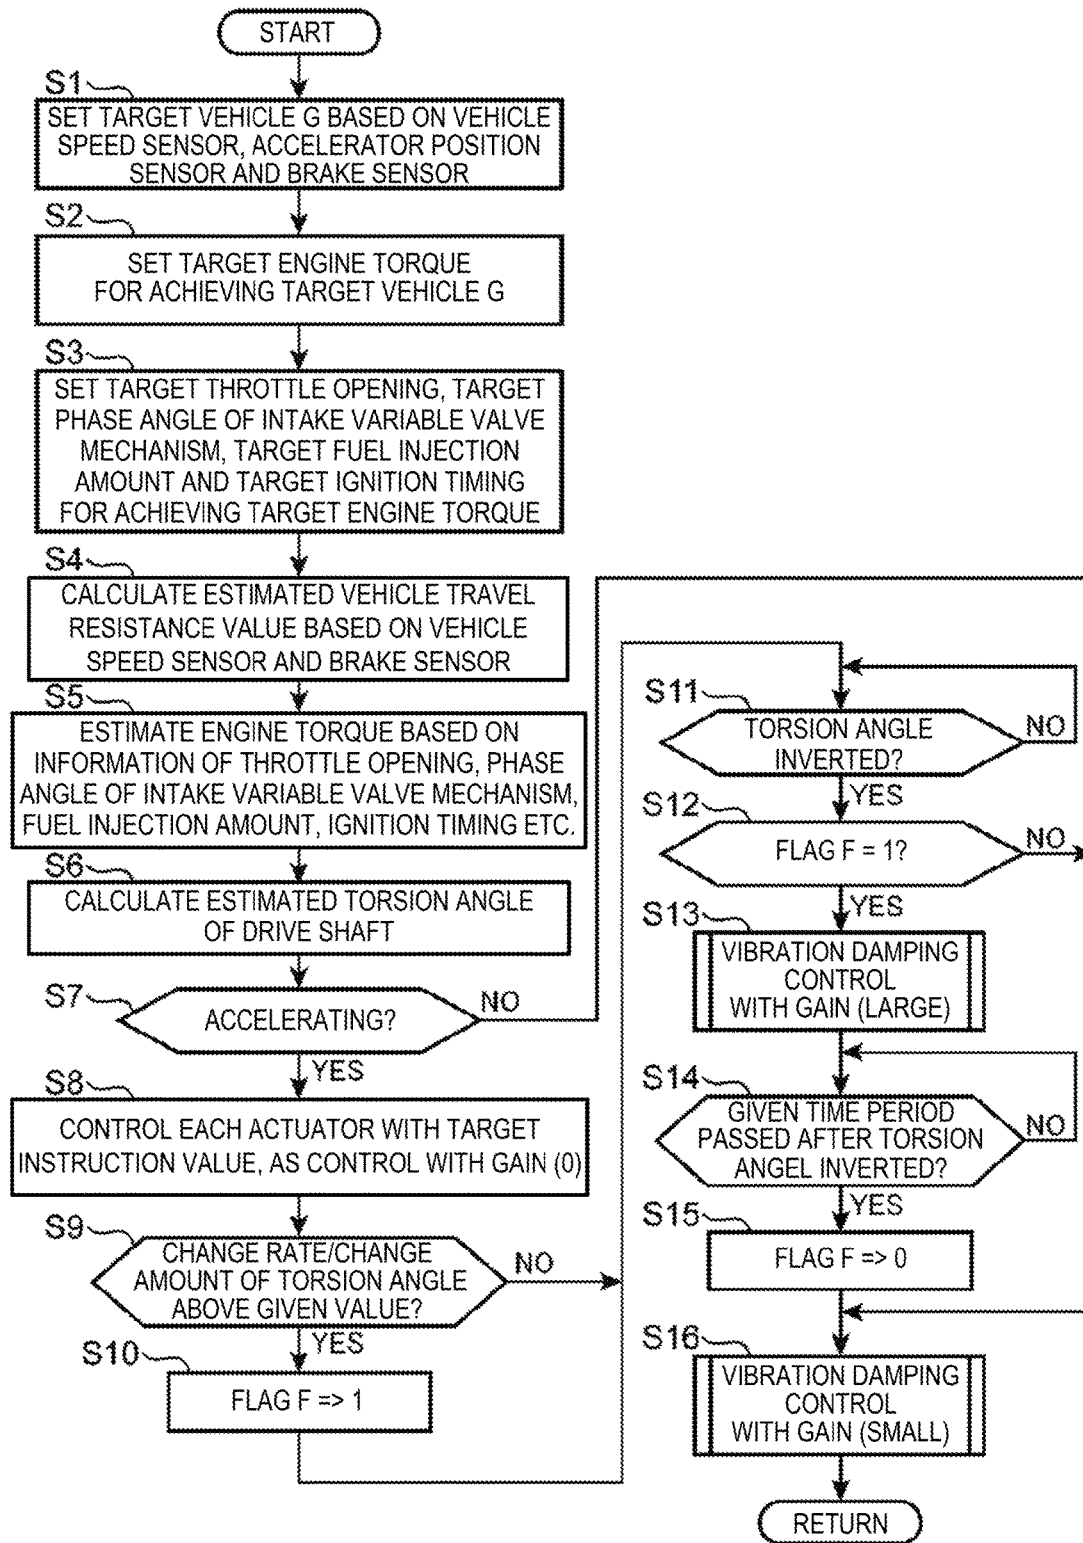 START
S1
SET TARGET VEHICLE G BASED ON VEHICLE
SPEED SENSOR, ACCELERATOR POSITION
SENSOR AND BRAKE SENSOR
S2
SET TARGET ENGINE TORQUE
FOR ACHIEVING TARGET VEHICLE G
S3
SET TARGET THROTTLE OPENING, TARGET
PHASE ANGLE OF INTAKE VARIABLE VALVE
MECHANISM, TARGET FUEL INJECTION
AMOUNT AND TARGET IGNITION TIMING
FOR ACHIEVING TARGET ENGINE TORQUE
S4
CALCULATE ESTIMATED VEHICLE TRAVEL
RESISTANCE VALUE BASED ON VEHICLE
SPEED SENSOR AND BRAKE SENSOR
S5
ESTIMATE ENGINE TORQUE BASED ON
INFORMATION OF THROTTLE OPENING, PHASE
ANGLE OF INTAKE VARIABLE VALVE MECHANISM,
FUEL INJECTION AMOUNT, IGNITION TIMING ETC.
S6
CALCULATE ESTIMATED TORSION ANGLE
OF DRIVE SHAFT
S7
ACCELERATING?
NO
YES
S8
CONTROL EACH ACTUATOR WITH TARGET
INSTRUCTION VALUE, AS CONTROL WITH GAIN (0)
S9
CHANGE RATE/CHANGE
AMOUNT OF TORSION ANGLE
ABOVE GIVEN VALUE?
NO
YES
S10
FLAG F => 1
S11
TORSION ANGLE
INVERTED?
NO
YES
S12
FLAG F = 1?
NO
YES
S13
VIBRATION DAMPING
CONTROL
WITH GAIN (LARGE)
S14
GIVEN TIME PERIOD
PASSED AFTER TORSION
ANGEL INVERTED?
NO
YES
S15
FLAG F => 0
S16
VIBRATION DAMPING
CONTROL
WITH GAIN (SMALL)
RETURN